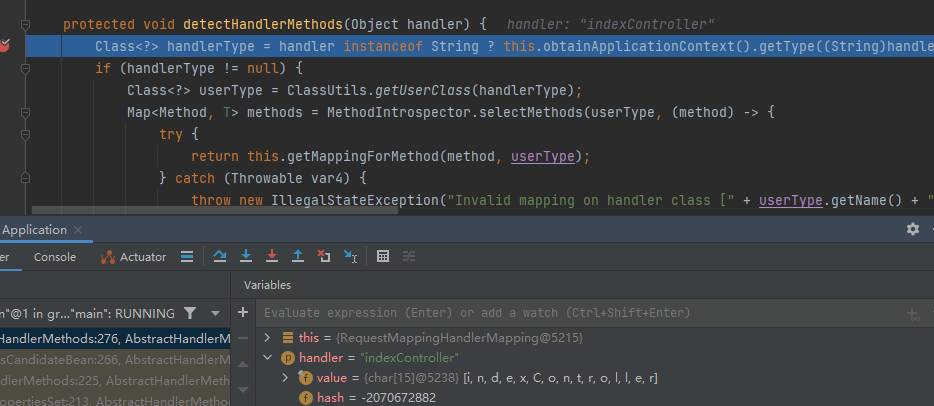 protected void detectHandlerMethods(Object handler) { handler: "indexController"
Class<?> handlerType = handler instanceof String ? this.obtainApplicationContext().getType((String)handle
if (handlerType != null) {
Class<?> userType = ClassUtils.getUserClass(handlerType);
Map<Method, T> methods = MethodIntrospector.selectMethods(userType, (method) -> {
try {
return this.getMappingForMethod(method, userType);
} catch (Throwable var4) {
throw new IllegalStateException("Invalid mapping on handler class [" + userType.getName() + "
Application
er Console Actuator
Variables
n"@1 in gr..."main": RUNNING
Evaluate expression (Enter) or add a watch (Ctrl+Shift+Enter)
HandlerMethods:276, AbstractHandlerM
this = {RequestMappingHandlerMapping@5215}
sCandidateBean:266, AbstractHandlerM
handler = "indexController"
dlerMethods:225, AbstractHandlerMeth
value = {char[15]@5238} [i, n, d, e, x, C, o, n, t, r, o, l, l, e, r]
opertiesSet:213, AbstractHandlerMeth
hash = -2070672882